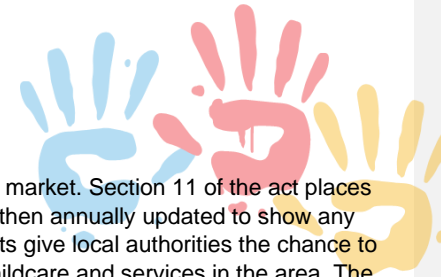 market. Section 11 of the act places
then annually updated to show any
ts give local authorities the chance to
ildcare and services in the area. The